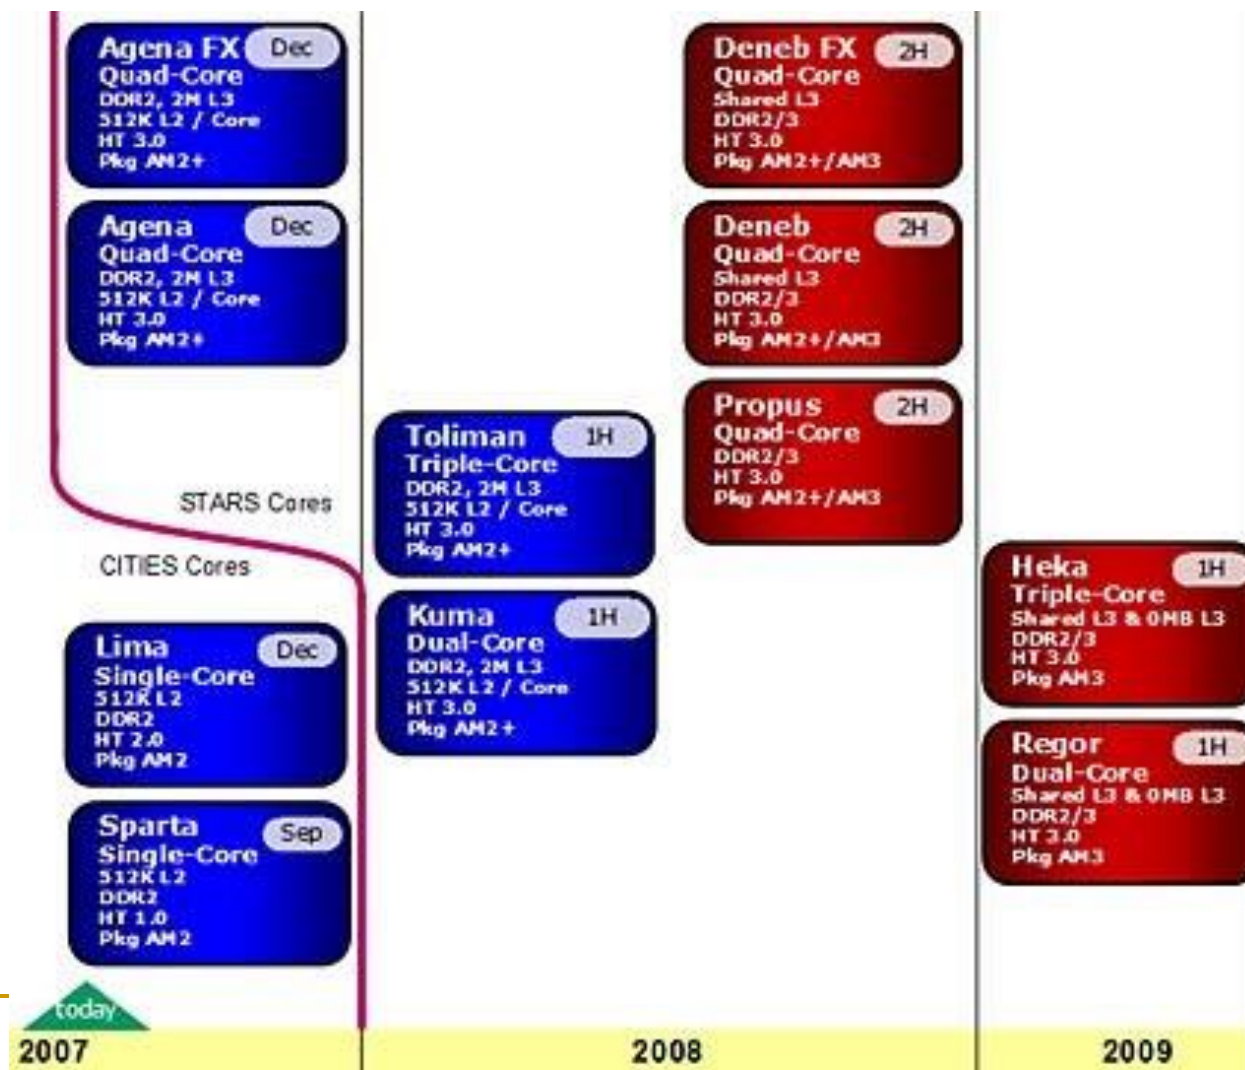 Agena FX Dec
Quad-Core
DDR2, 2M L3
512K L2 / Core
HT 3.0
Pkg AM2+
Agena Dec
Quad-Core
DDR2, 2M L3
512K L2 / Core
HT 3.0
Pkg AM2+
STARS Cores
CITIES Cores
Lima Dec
Single-Core
512K L2
DDR2
HT 2.0
Pkg AM2
Sparta Sep
Single-Core
512K L2
DDR2
HT 1.0
Pkg AM2
Toliman 1H
Triple-Core
DDR2, 2M L3
512K L2 / Core
HT 3.0
Pkg AM2+
Kuma 1H
Dual-Core
DDR2, 2M L3
512K L2 / Core
HT 3.0
Pkg AM2+
Deneb FX 2H
Quad-Core
Shared L3
DDR2/3
HT 3.0
Pkg AM2+/AM3
Deneb 2H
Quad-Core
Shared L3
DDR2/3
HT 3.0
Pkg AM2+/AM3
Propus 2H
Quad-Core
DDR2/3
HT 3.0
Pkg AM2+/AM3
Heka 1H
Triple-Core
Shared L3 & 0MB L3
DDR2/3
HT 3.0
Pkg AM3
Regor 1H
Dual-Core
Shared L3 & 0MB L3
DDR2/3
HT 3.0
Pkg AM3
today
2007 2008 2009